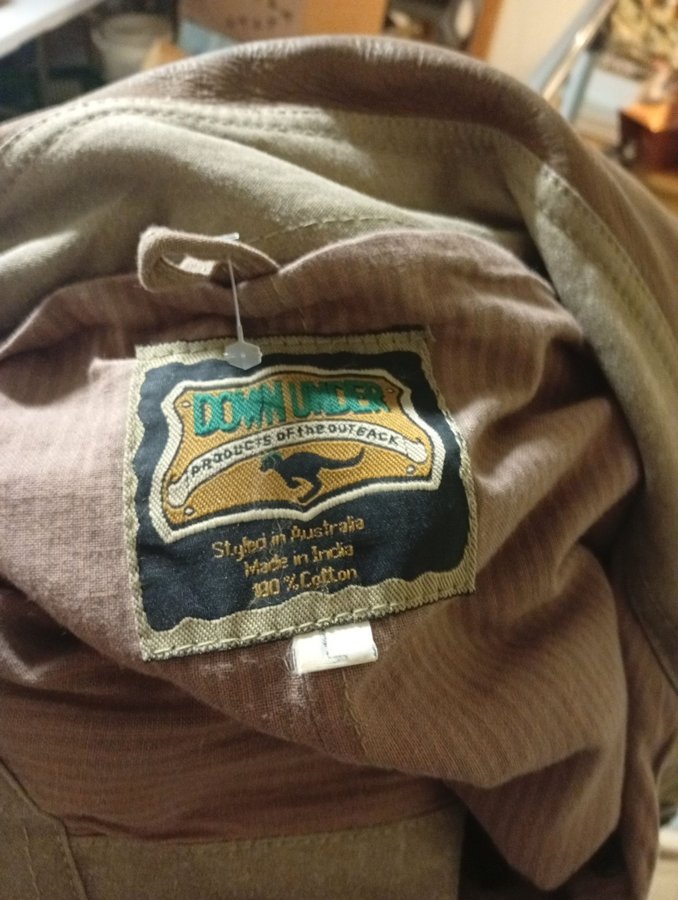 DOWN UNDER
PRODUCTS OF the OUTBACK
Styled in Australia
Made in India
100 % Cotton
L